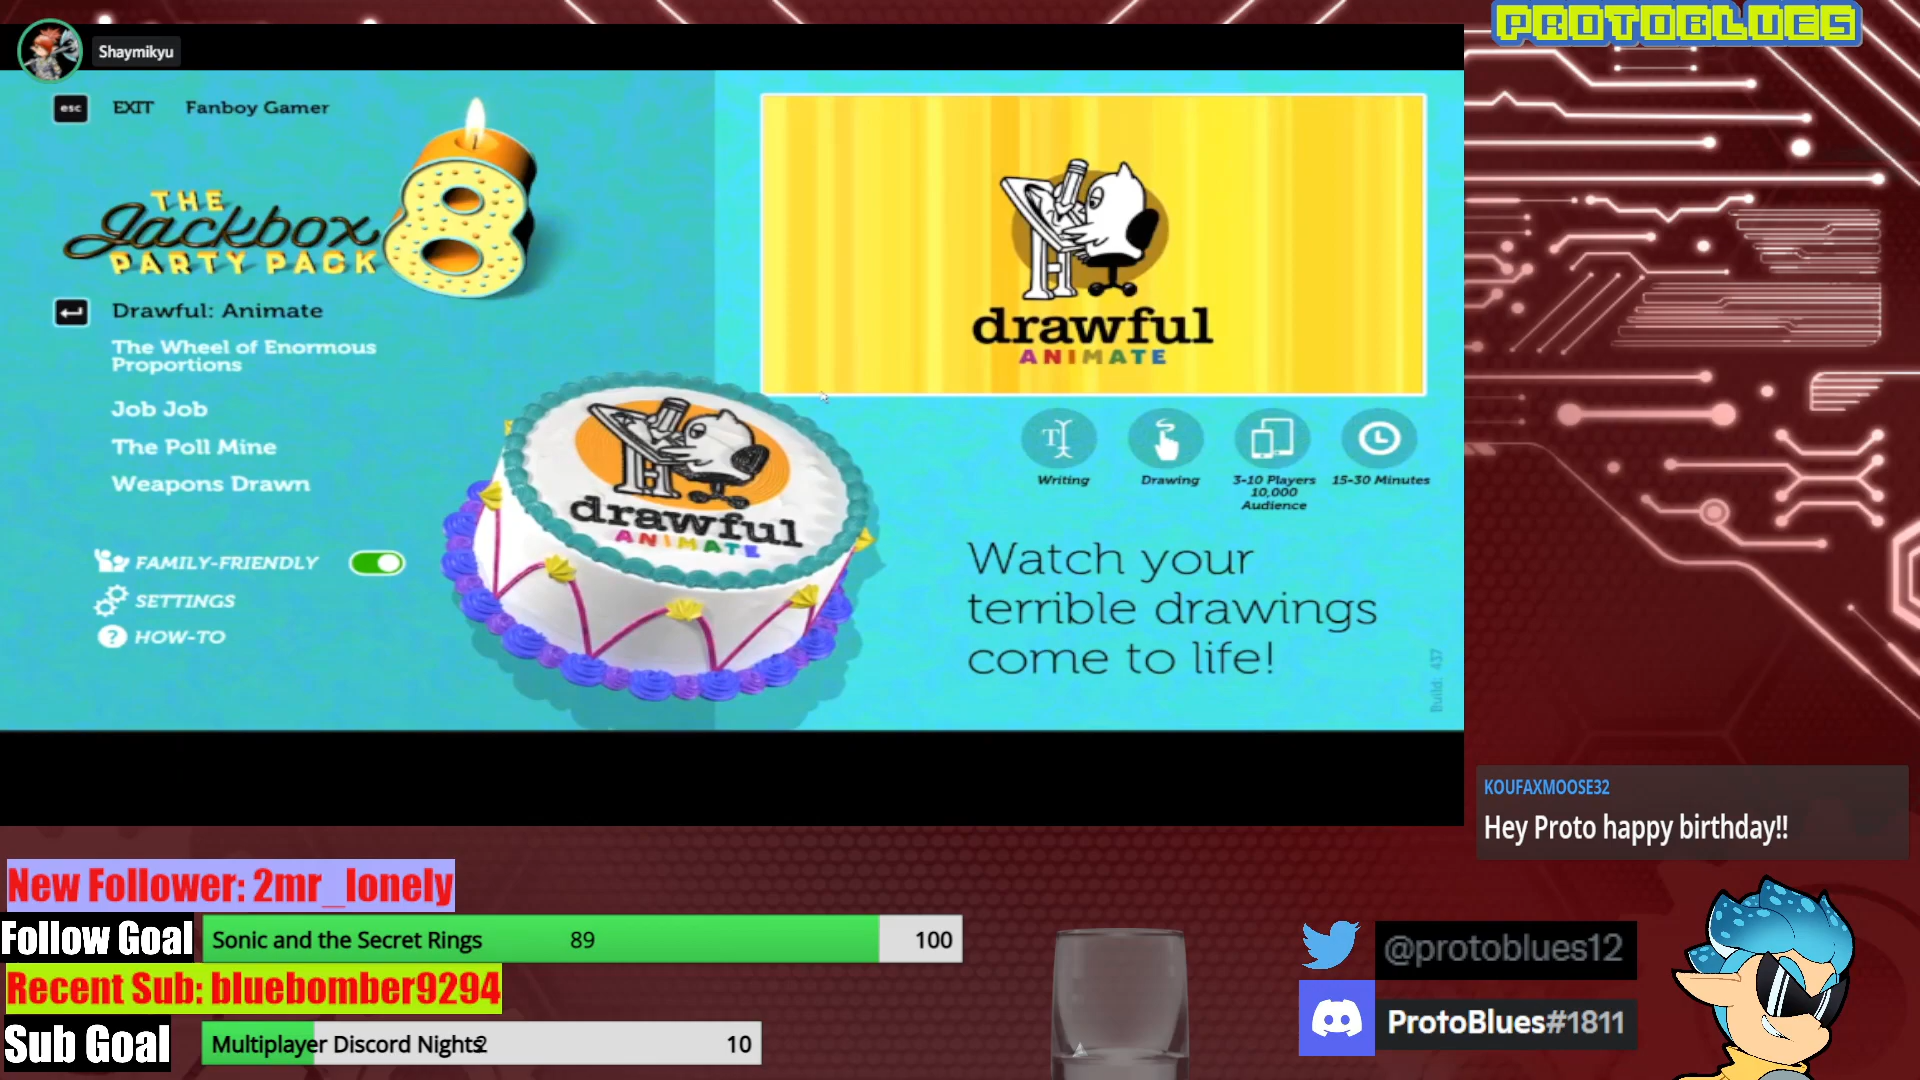 PROTOBLUES
Shaymikyu
esc EXIT Fanboy Gamer
THE
Jackbox
PARTY PACK
8
drawful
ANIMATE
Drawful: Animate
The Wheel of Enormous
Proportions
Job Job
The Poll Mine
Weapons Drawn
FAMILY-FRIENDLY
SETTINGS
? HOW-TO
drawful
ANIMATE
T
Writing
Drawing
3-10 Players
10,000
Audience
15-30 Minutes
Watch your
terrible drawings
come to life!
Build: 437
KOUFAXMOOSE32
Hey Proto happy birthday!!
New Follower: 2mr_lonely
Follow Goal Sonic and the Secret Rings 89 100
Recent Sub: bluebomber9294
Sub Goal Multiplayer Discord Nights 2 10
@protoblues12
ProtoBlues#1811